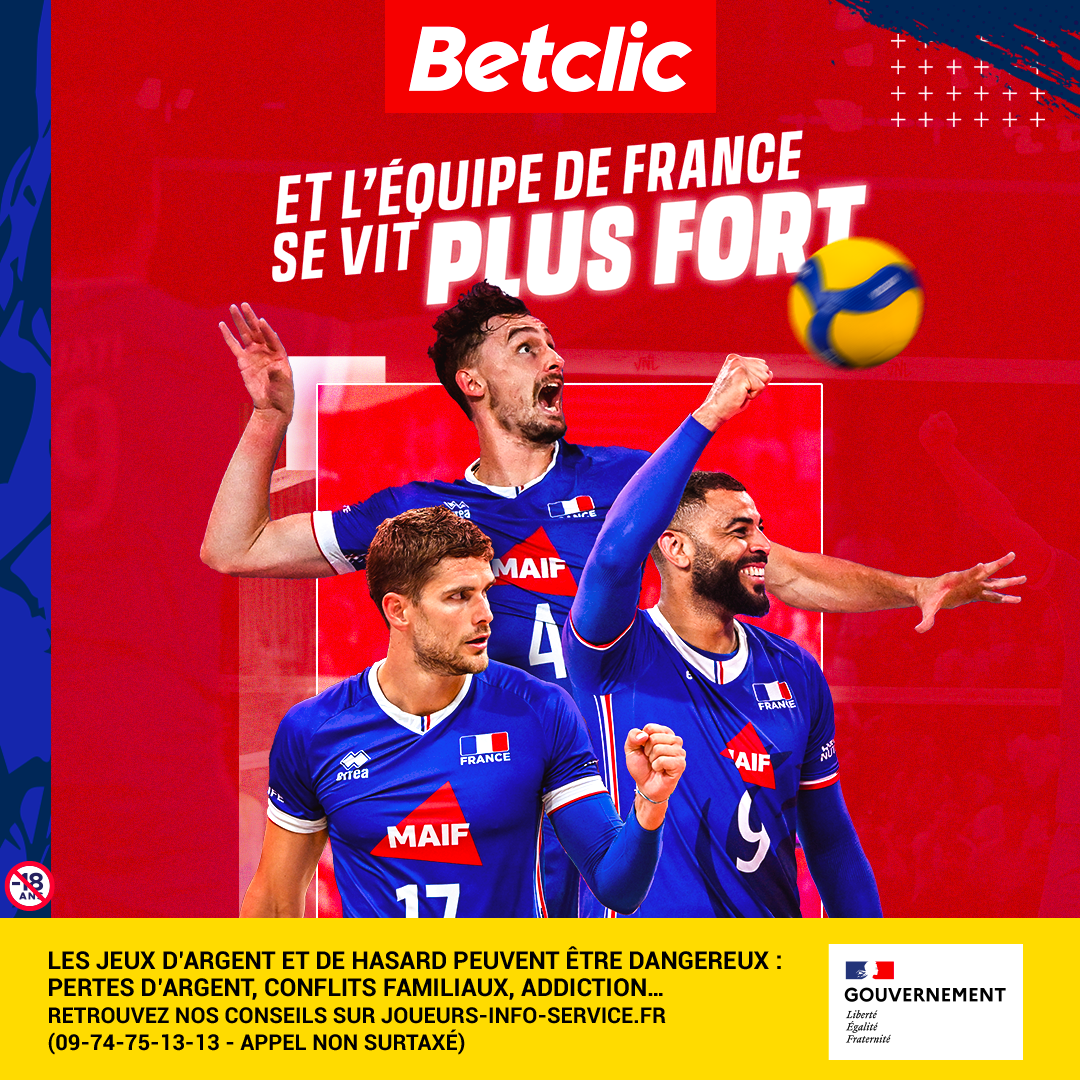 Betclic
ET L'ÉQUIPE DE FRANCE
SE VIT PLUS FORT
MAIF
4
FRANCE
errea
FRANCE
MAIF
17
FRANCE
9
-18
ANS
LES JEUX D'ARGENT ET DE HASARD PEUVENT ÊTRE DANGEREUX :
PERTES D'ARGENT, CONFLITS FAMILIAUX, ADDICTION...
RETROUVEZ NOS CONSEILS SUR JOUEURS-INFO-SERVICE.FR
(09-74-75-13-13 - APPEL NON SURTAXÉ)
GOUVERNEMENT
Liberté
Égalité
Fraternité